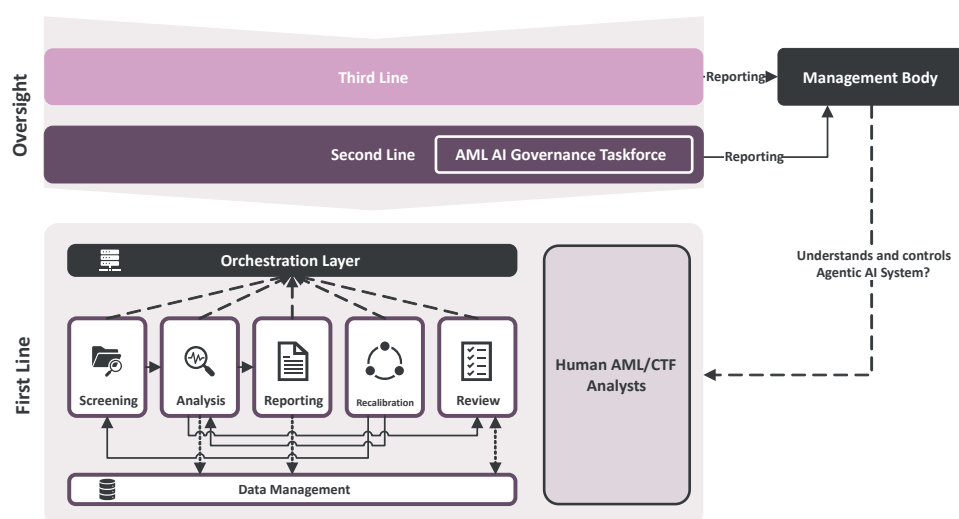 Oversight
Third Line
Reporting
Management Body
Second Line
AML AI Governance Taskforce
Reporting
Understands and controls
Agentic AI System?
First Line
Orchestration Layer
Screening
Analysis
Reporting
Recalibration
Review
Data Management
Human AML/CTF
Analysts